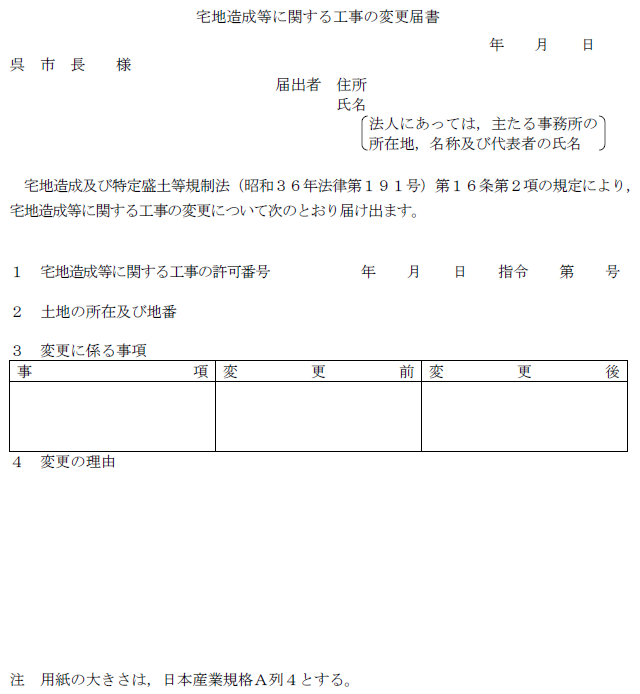 宅地造成等に関する工事の変更届書
年　　月　　日
呉　市　長　　様
届出者　住所
氏名
法人にあっては，主たる事務所の
所在地，名称及び代表者の氏名
宅地造成及び特定盛土等規制法（昭和３６年法律第１９１号）第１６条第２項の規定により，
宅地造成等に関する工事の変更について次のとおり届け出ます。
１　宅地造成等に関する工事の許可番号　　　　　　年　　月　　日　　指令　　第　　号
２　土地の所在及び地番
３　変更に係る事項
事　項　変　更　前　変　更　後
４　変更の理由
注　用紙の大きさは，日本産業規格Ａ列４とする。